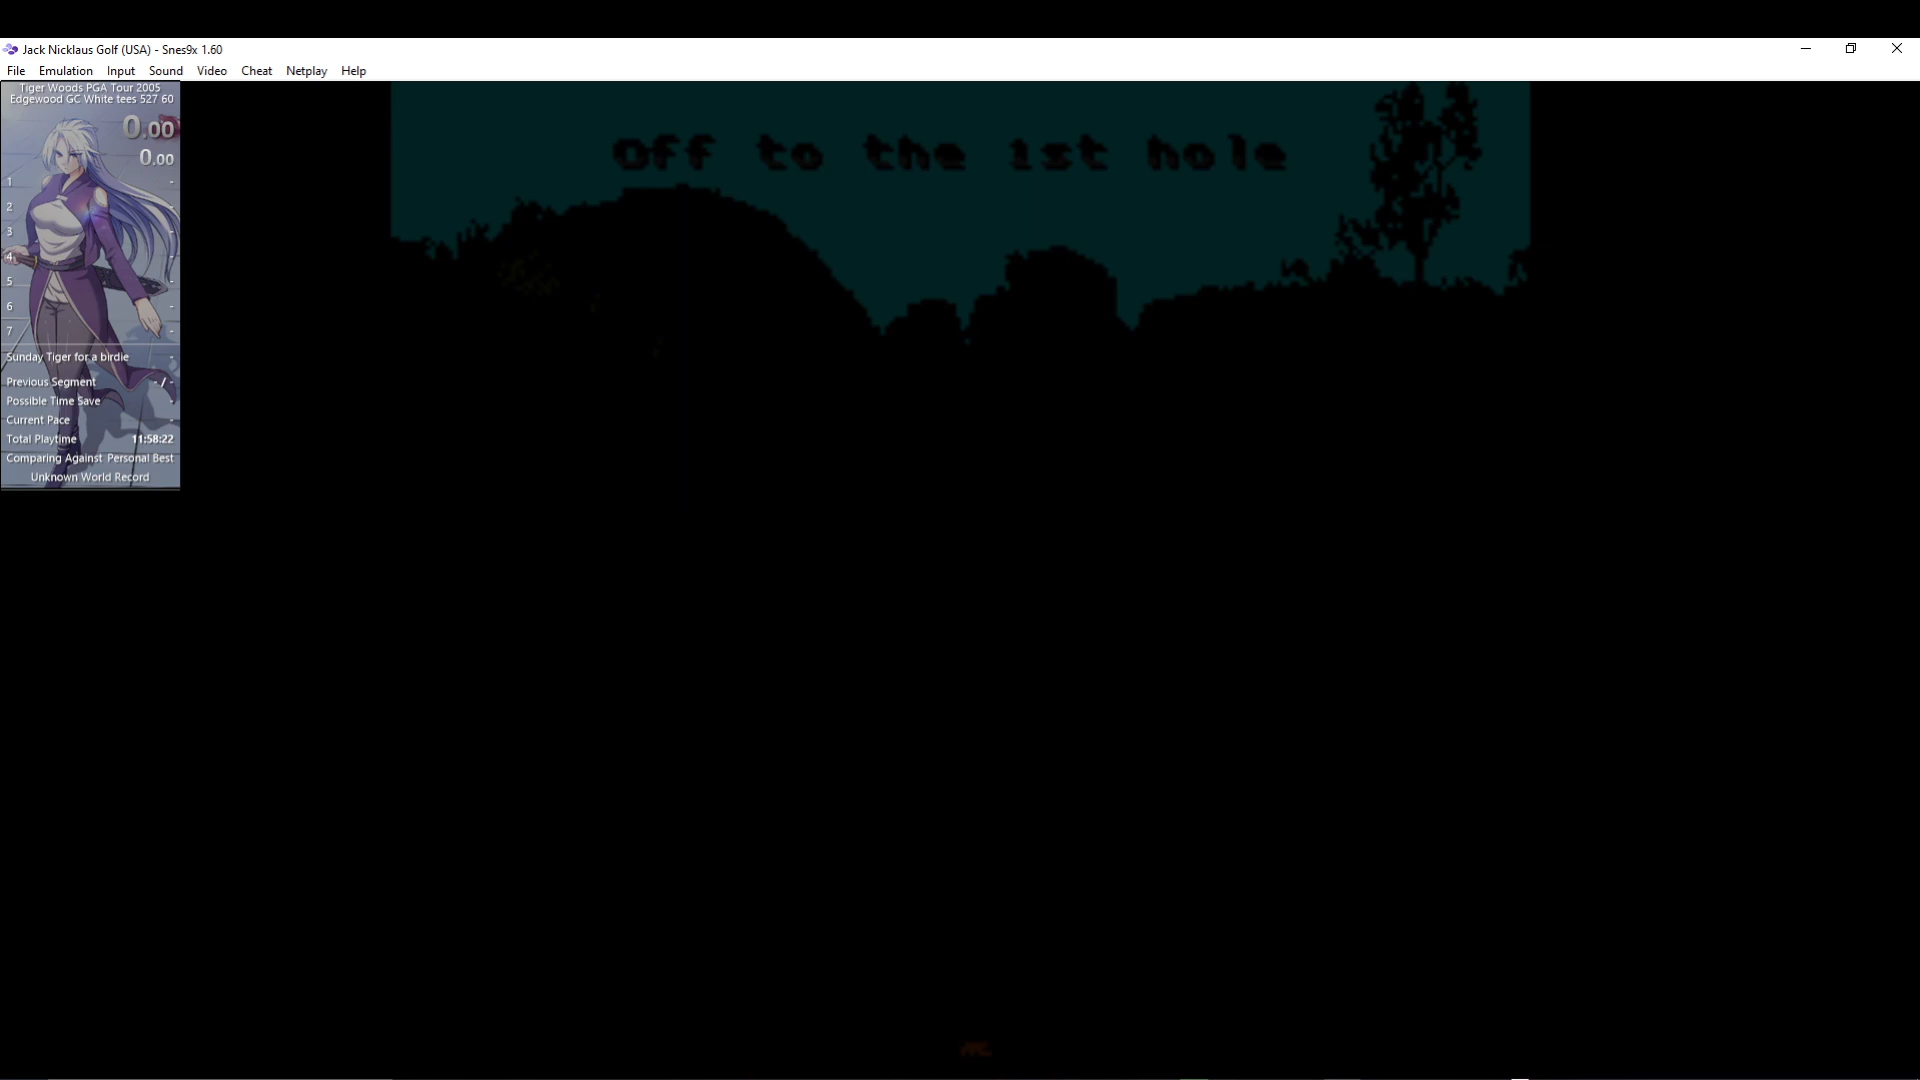 Jack Nicklaus Golf (USA) - Snes9x 1.60
File Emulation Input Sound Video Cheat Netplay Help
Tiger Woods PGA Tour 2005
Edgewood GC White tees 527 60
0.00
0.00
1 -
2 -
3 -
4 -
5 -
6 -
7 -
Sunday Tiger for a birdie -
Previous Segment - / -
Possible Time Save -
Current Pace -
Total Playtime 11:58:22
Comparing Against Personal Best
Unknown World Record
Off to the 1st hole